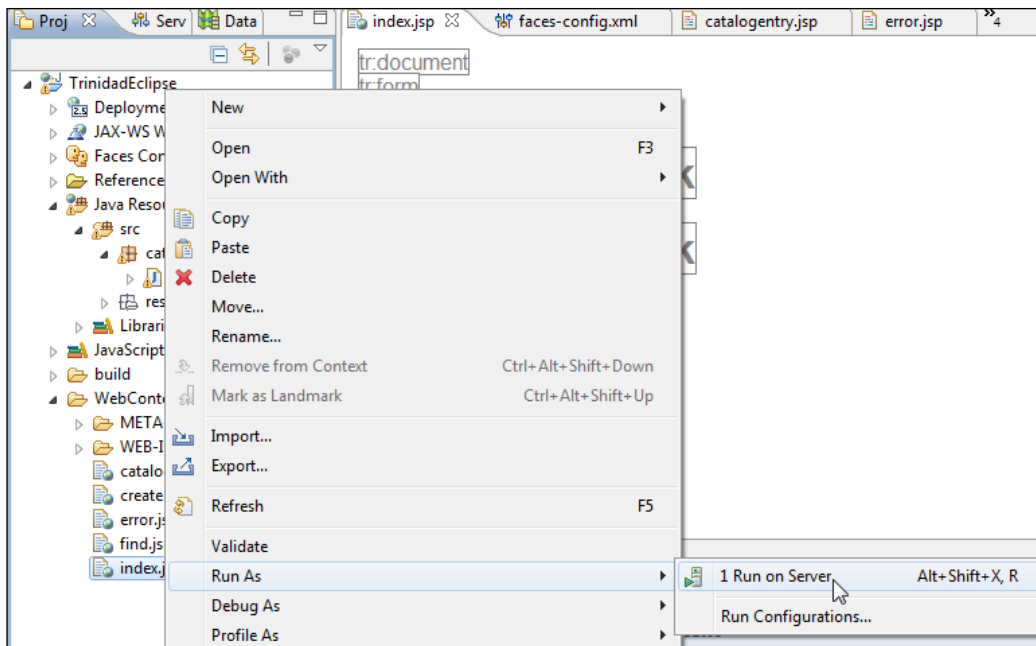 Proj Serv Data index.jsp faces-config.xml catalogentry.jsp error.jsp »4
tr:document
tr:form
TrinidadEclipse
Deployme
JAX-WS W
Faces Cor
Reference
Java Resou
src
cat
J
res
Librari
JavaScript
build
WebConte
META
WEB-I
catalo
create
error.js
find.js
index.j
New
Open F3
Open With
Copy
Paste
Delete
Move...
Rename...
Remove from Context Ctrl+Alt+Shift+Down
Mark as Landmark Ctrl+Alt+Shift+Up
Import...
Export...
Refresh F5
Validate
Run As
Debug As
Profile As
1 Run on Server Alt+Shift+X, R
Run Configurations...